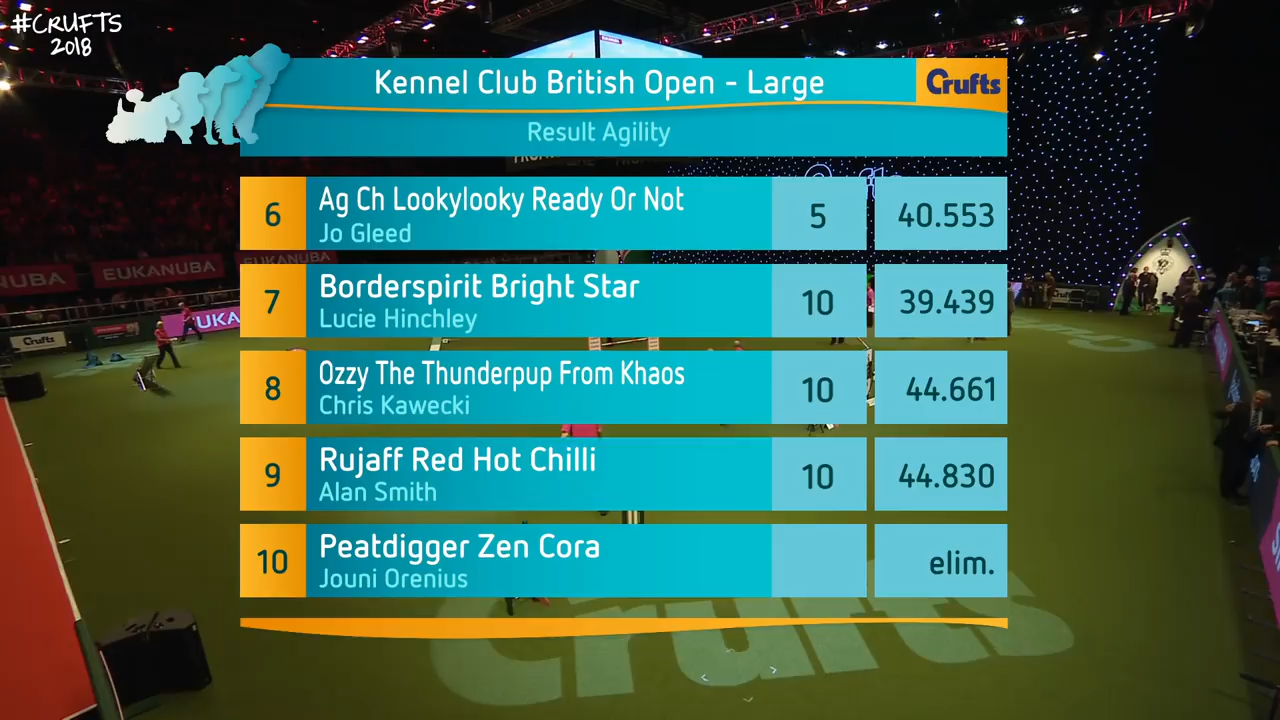 #CRUFTS
2018
Kennel Club British Open - Large
Crufts
Result Agility
6
Ag Ch Lookylooky Ready Or Not
Jo Gleed
5
40.553
7
Borderspirit Bright Star
Lucie Hinchley
10
39.439
8
Ozzy The Thunderpup From Khaos
Chris Kawecki
10
44.661
9
Rujaff Red Hot Chilli
Alan Smith
10
44.830
10
Peatdigger Zen Cora
Jouni Orenius
elim.
EUKANUBA
EUKANUBA
Crufts
Crufts